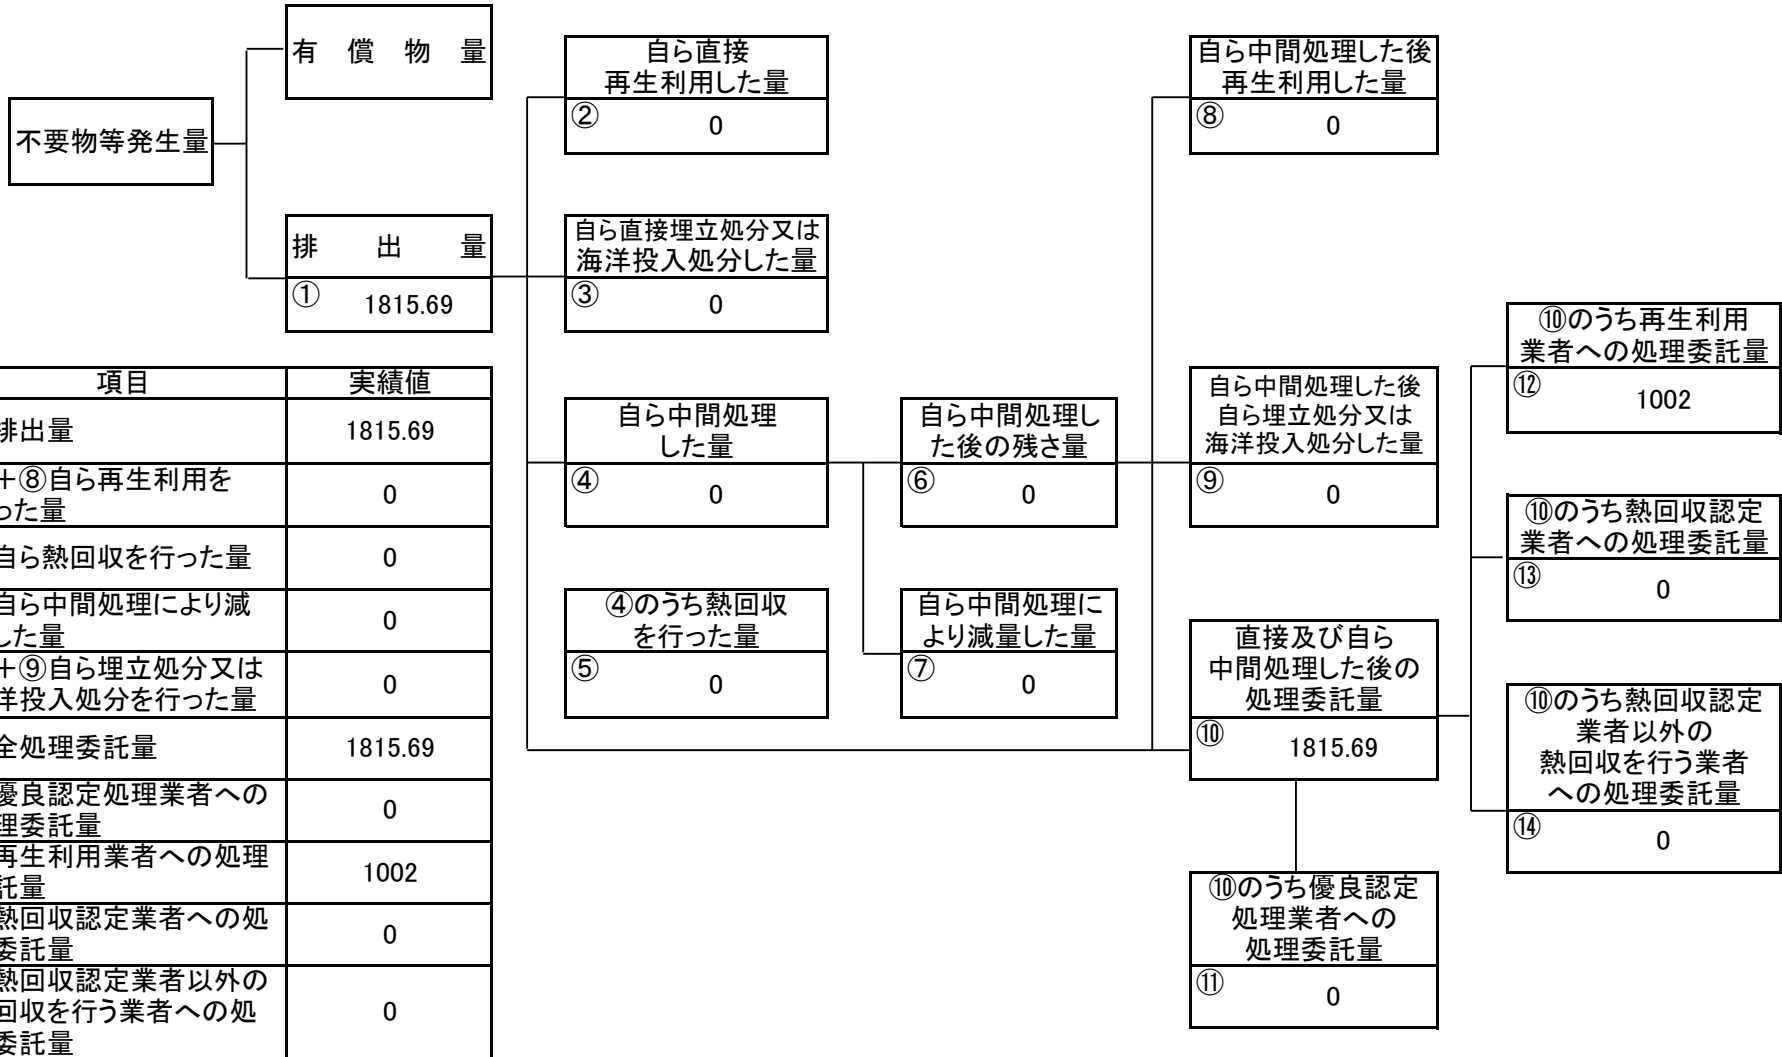 有償物量
不要物等発生量
排出量
① 1815.69
自ら直接
再生利用した量
② 0
自ら直接埋立処分又は
海洋投入処分した量
③ 0
自ら中間処理
した量
④ 0
④のうち熱回収
を行った量
⑤ 0
自ら中間処理し
た後の残さ量
⑥ 0
自ら中間処理に
より減量した量
⑦ 0
自ら中間処理した後
再生利用した量
⑧ 0
自ら中間処理した後
自ら埋立処分又は
海洋投入処分した量
⑨ 0
直接及び自ら
中間処理した後の
処理委託量
⑩ 1815.69
⑩のうち優良認定
処理業者への
処理委託量
⑪ 0
⑩のうち再生利用
業者への処理委託量
⑫ 1002
⑩のうち熱回収認定
業者への処理委託量
⑬ 0
⑩のうち熱回収認定
業者以外の
熱回収を行う業者
への処理委託量
⑭ 0
項目 実績値
排出量 1815.69
+⑧自ら再生利用を
った量 0
自ら熱回収を行った量 0
自ら中間処理により減
した量 0
+⑨自ら埋立処分又は
洋投入処分を行った量 0
全処理委託量 1815.69
優良認定処理業者への
理委託量 0
再生利用業者への処理
託量 1002
熱回収認定業者への処
委託量 0
熱回収認定業者以外の
回収を行う業者への処
委託量 0